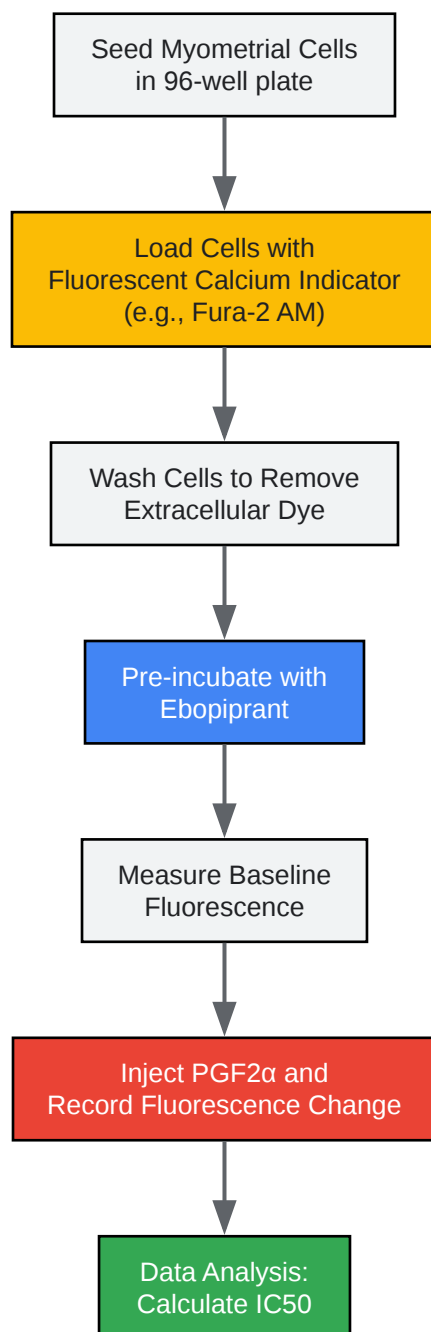 Seed Myometrial Cells
in 96-well plate
Load Cells with
Fluorescent Calcium Indicator
(e.g., Fura-2 AM)
Wash Cells to Remove
Extracellular Dye
Pre-incubate with
Ebopiprant
Measure Baseline
Fluorescence
Inject PGF2α and
Record Fluorescence Change
Data Analysis:
Calculate IC50